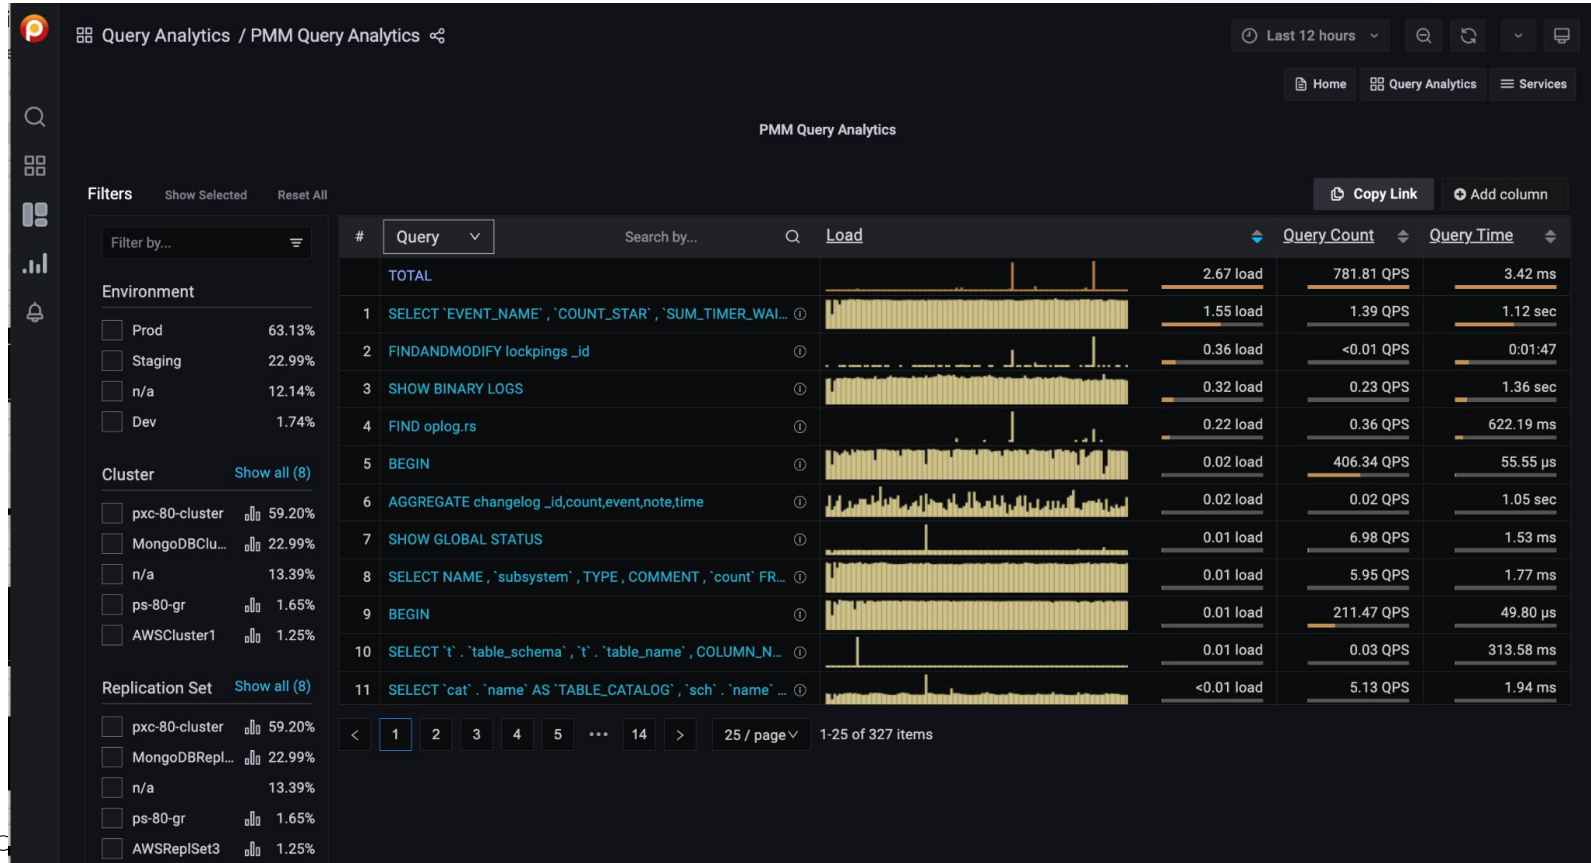 Query Analytics / PMM Query Analytics
Last 12 hours
Home
Query Analytics
Services
PMM Query Analytics
Filters Show Selected Reset All
Copy Link
Add column
Filter by...
# Query Search by... Load Query Count Query Time
TOTAL 2.67 load 781.81 QPS 3.42 ms
1 SELECT `EVENT_NAME` , `COUNT_STAR` , `SUM_TIMER_WAI... 1.55 load 1.39 QPS 1.12 sec
2 FINDANDMODIFY lockpings _id 0.36 load <0.01 QPS 0:01:47
3 SHOW BINARY LOGS 0.32 load 0.23 QPS 1.36 sec
4 FIND oplog.rs 0.22 load 0.36 QPS 622.19 ms
5 BEGIN 0.02 load 406.34 QPS 55.55 µs
6 AGGREGATE changelog _id,count,event,note,time 0.02 load 0.02 QPS 1.05 sec
7 SHOW GLOBAL STATUS 0.01 load 6.98 QPS 1.53 ms
8 SELECT NAME , `subsystem` , TYPE , COMMENT , `count` FR... 0.01 load 5.95 QPS 1.77 ms
9 BEGIN 0.01 load 211.47 QPS 49.80 µs
10 SELECT `t` . `table_schema` , `t` . `table_name` , COLUMN_N... 0.01 load 0.03 QPS 313.58 ms
11 SELECT `cat` . `name` AS `TABLE_CATALOG` , `sch` . `name` ... <0.01 load 5.13 QPS 1.94 ms
< 1 2 3 4 5 ••• 14 > 25 / page 1-25 of 327 items
Environment
Prod 63.13%
Staging 22.99%
n/a 12.14%
Dev 1.74%
Cluster Show all (8)
pxc-80-cluster 59.20%
MongoDBClu... 22.99%
n/a 13.39%
ps-80-gr 1.65%
AWSCluster1 1.25%
Replication Set Show all (8)
pxc-80-cluster 59.20%
MongoDBRepl... 22.99%
n/a 13.39%
ps-80-gr 1.65%
AWSReplSet3 1.25%